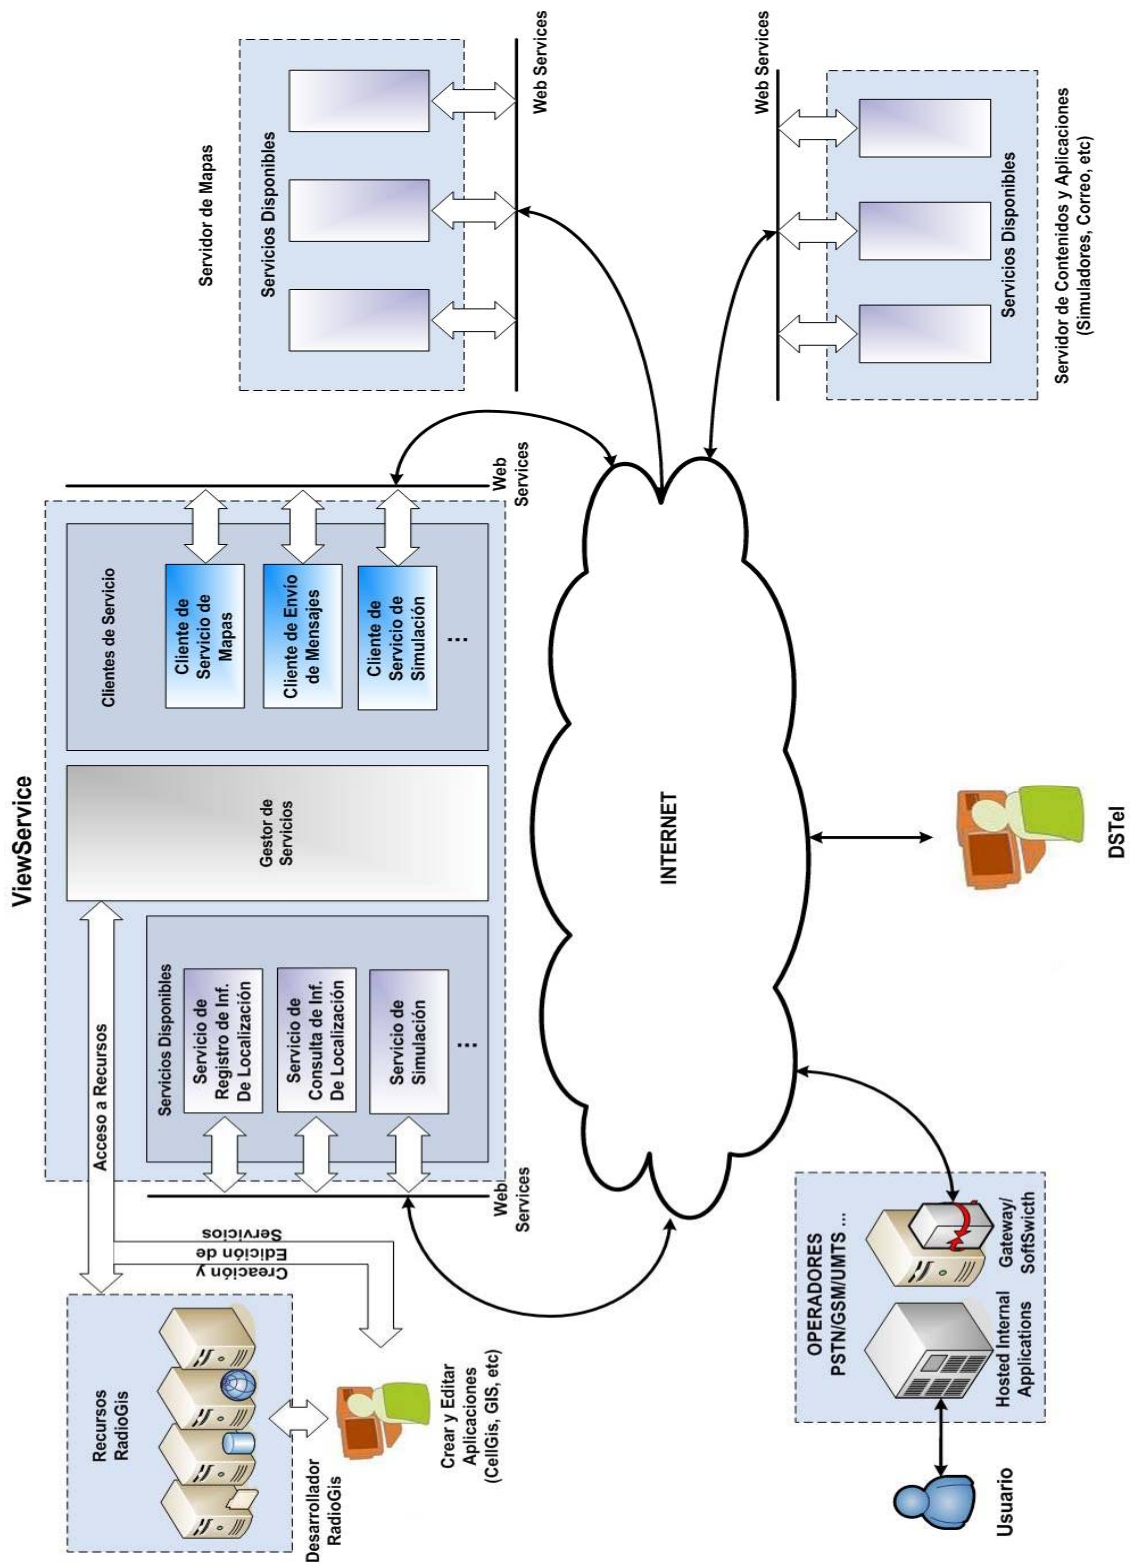 ViewService
Recursos
RadioGis
Acceso a Recursos
Creación y
Edición de
Servicios
Desarrollador
RadioGis
Crear y Editar
Aplicaciones
(CellGis, GIS, etc)
Servicios Disponibles
Servicio de
Registro de Inf.
De Localización
Servicio de
Consulta de Inf.
De Localización
Servicio de
Simulación
...
Web
Services
Gestor de
Servicios
Clientes de Servicio
Cliente de
Servicio de
Mapas
Cliente de Envío
de Mensajes
Cliente de
Servicio de
Simulación
...
Web
Services
Servidor de Mapas
Servicios Disponibles
Web Services
INTERNET
Web Services
Servicios Disponibles
Servidor de Contenidos y Aplicaciones
(Simuladores, Correo, etc)
OPERADORES
PSTN/GSM/UMTS ...
Hosted Internal
Applications
Gateway/
SoftSwicth
Usuario
DSTel